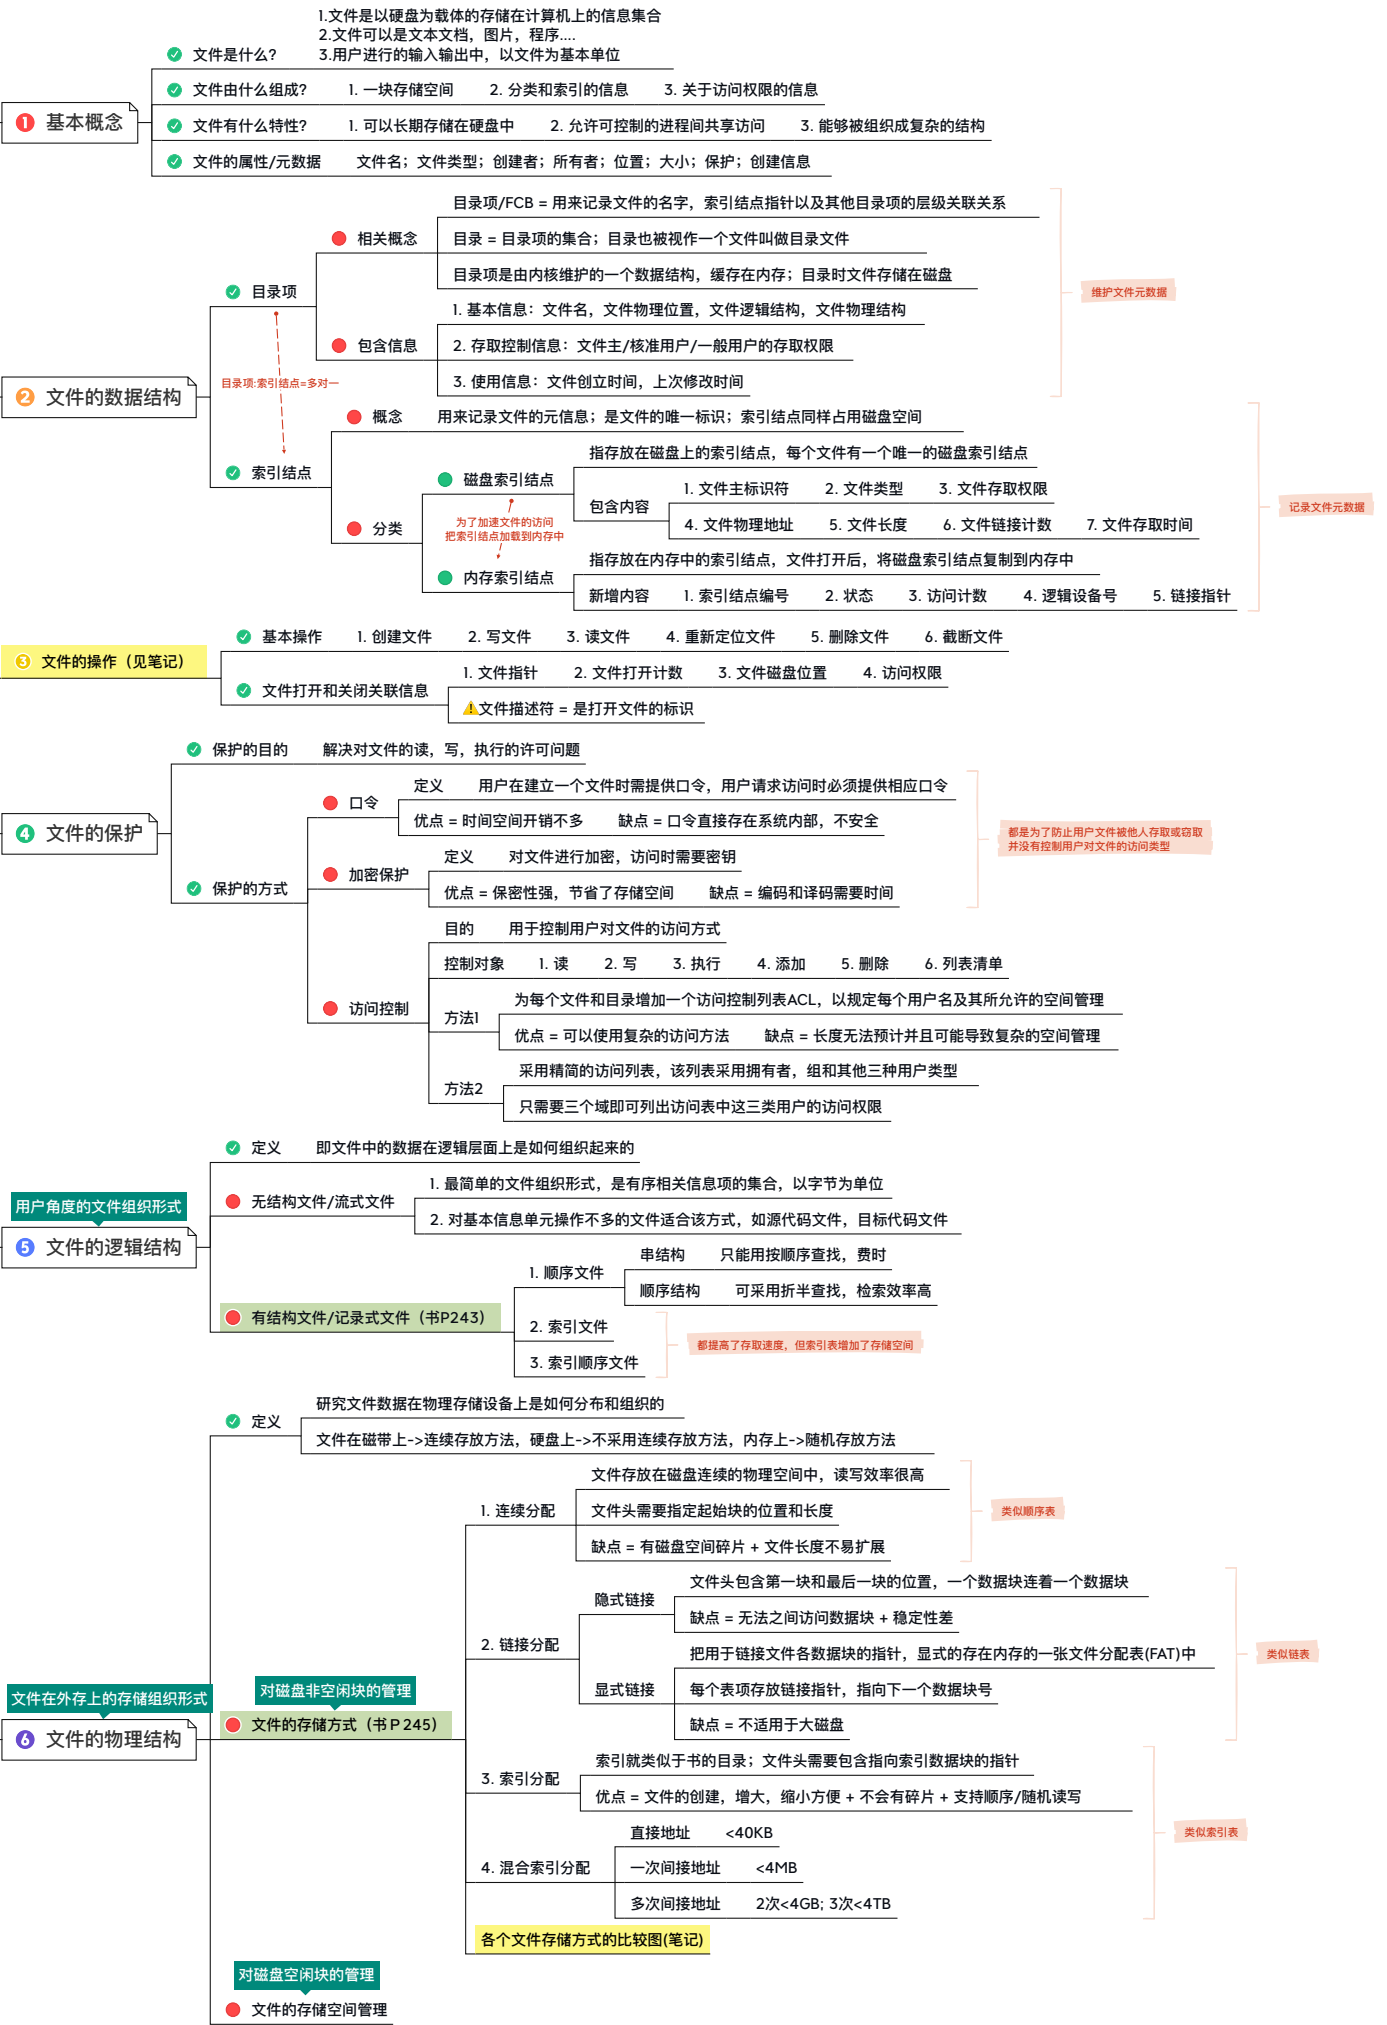 1.文件是以硬盘为载体的存储在计算机上的信息集合
2.文件可以是文本文档，图片，程序....
文件是什么？ 3.用户进行的输入输出中，以文件为基本单位
文件由什么组成？ 1. 一块存储空间 2. 分类和索引的信息 3. 关于访问权限的信息
1 基本概念
文件有什么特性？ 1. 可以长期存储在硬盘中 2. 允许可控制的进程间共享访问 3. 能够被组织成复杂的结构
文件的属性/元数据 文件名；文件类型；创建者；所有者；位置；大小；保护；创建信息
目录项/FCB = 用来记录文件的名字，索引结点指针以及其他目录项的层级关联关系
相关概念 目录 = 目录项的集合；目录也被视作一个文件叫做目录文件
目录项是由内核维护的一个数据结构，缓存在内存；目录时文件存储在磁盘
目录项
维护文件元数据
1. 基本信息：文件名，文件物理位置，文件逻辑结构，文件物理结构
包含信息 2. 存取控制信息：文件主/核准用户/一般用户的存取权限
3. 使用信息：文件创立时间，上次修改时间
目录项:索引结点=多对一
2 文件的数据结构
概念 用来记录文件的元信息；是文件的唯一标识；索引结点同样占用磁盘空间
指存放在磁盘上的索引结点，每个文件有一个唯一的磁盘索引结点
索引结点
磁盘索引结点
包含内容 1. 文件主标识符 2. 文件类型 3. 文件存取权限
4. 文件物理地址 5. 文件长度 6. 文件链接计数 7. 文件存取时间
记录文件元数据
分类
为了加速文件的访问
把索引结点加载到内存中
指存放在内存中的索引结点，文件打开后，将磁盘索引结点复制到内存中
内存索引结点
新增内容 1. 索引结点编号 2. 状态 3. 访问计数 4. 逻辑设备号 5. 链接指针
基本操作 1. 创建文件 2. 写文件 3. 读文件 4. 重新定位文件 5. 删除文件 6. 截断文件
3 文件的操作（见笔记）
1. 文件指针 2. 文件打开计数 3. 文件磁盘位置 4. 访问权限
文件打开和关闭关联信息
文件描述符 = 是打开文件的标识
保护的目的 解决对文件的读，写，执行的许可问题
定义 用户在建立一个文件时需提供口令，用户请求访问时必须提供相应口令
口令
优点 = 时间空间开销不多 缺点 = 口令直接存在系统内部，不安全
4 文件的保护
都是为了防止用户文件被他人存取或窃取
并没有控制用户对文件的访问类型
定义 对文件进行加密，访问时需要密钥
加密保护
优点 = 保密性强，节省了存储空间 缺点 = 编码和译码需要时间
保护的方式
目的 用于控制用户对文件的访问方式
控制对象 1. 读 2. 写 3. 执行 4. 添加 5. 删除 6. 列表清单
访问控制
为每个文件和目录增加一个访问控制列表ACL，以规定每个用户名及其所允许的空间管理
方法1
优点 = 可以使用复杂的访问方法 缺点 = 长度无法预计并且可能导致复杂的空间管理
采用精简的访问列表，该列表采用拥有者，组和其他三种用户类型
方法2
只需要三个域即可列出访问表中这三类用户的访问权限
定义 即文件中的数据在逻辑层面上是如何组织起来的
1. 最简单的文件组织形式，是有序相关信息项的集合，以字节为单位
无结构文件/流式文件
2. 对基本信息单元操作不多的文件适合该方式，如源代码文件，目标代码文件
用户角度的文件组织形式
5 文件的逻辑结构
串结构 只能用按顺序查找，费时
1. 顺序文件
顺序结构 可采用折半查找，检索效率高
有结构文件/记录式文件（书P243）
2. 索引文件
3. 索引顺序文件
都提高了存取速度，但索引表增加了存储空间
研究文件数据在物理存储设备上是如何分布和组织的
定义
文件在磁带上->连续存放方法，硬盘上->不采用连续存放方法，内存上->随机存放方法
文件存放在磁盘连续的物理空间中，读写效率很高
1. 连续分配 文件头需要指定起始块的位置和长度
缺点 = 有磁盘空间碎片 + 文件长度不易扩展
类似顺序表
文件头包含第一块和最后一块的位置，一个数据块连着一个数据块
隐式链接
缺点 = 无法之间访问数据块 + 稳定性差
2. 链接分配
把用于链接文件各数据块的指针，显式的存在内存的一张文件分配表(FAT)中
显式链接 每个表项存放链接指针，指向下一个数据块号
缺点 = 不适用于大磁盘
类似链表
文件在外存上的存储组织形式
6 文件的物理结构
对磁盘非空闲块的管理
文件的存储方式（书P 245）
索引就类似于书的目录；文件头需要包含指向索引数据块的指针
3. 索引分配
优点 = 文件的创建，增大，缩小方便 + 不会有碎片 + 支持顺序/随机读写
类似索引表
直接地址 <40KB
4. 混合索引分配 一次间接地址 <4MB
多次间接地址 2次<4GB; 3次<4TB
各个文件存储方式的比较图(笔记)
对磁盘空闲块的管理
文件的存储空间管理